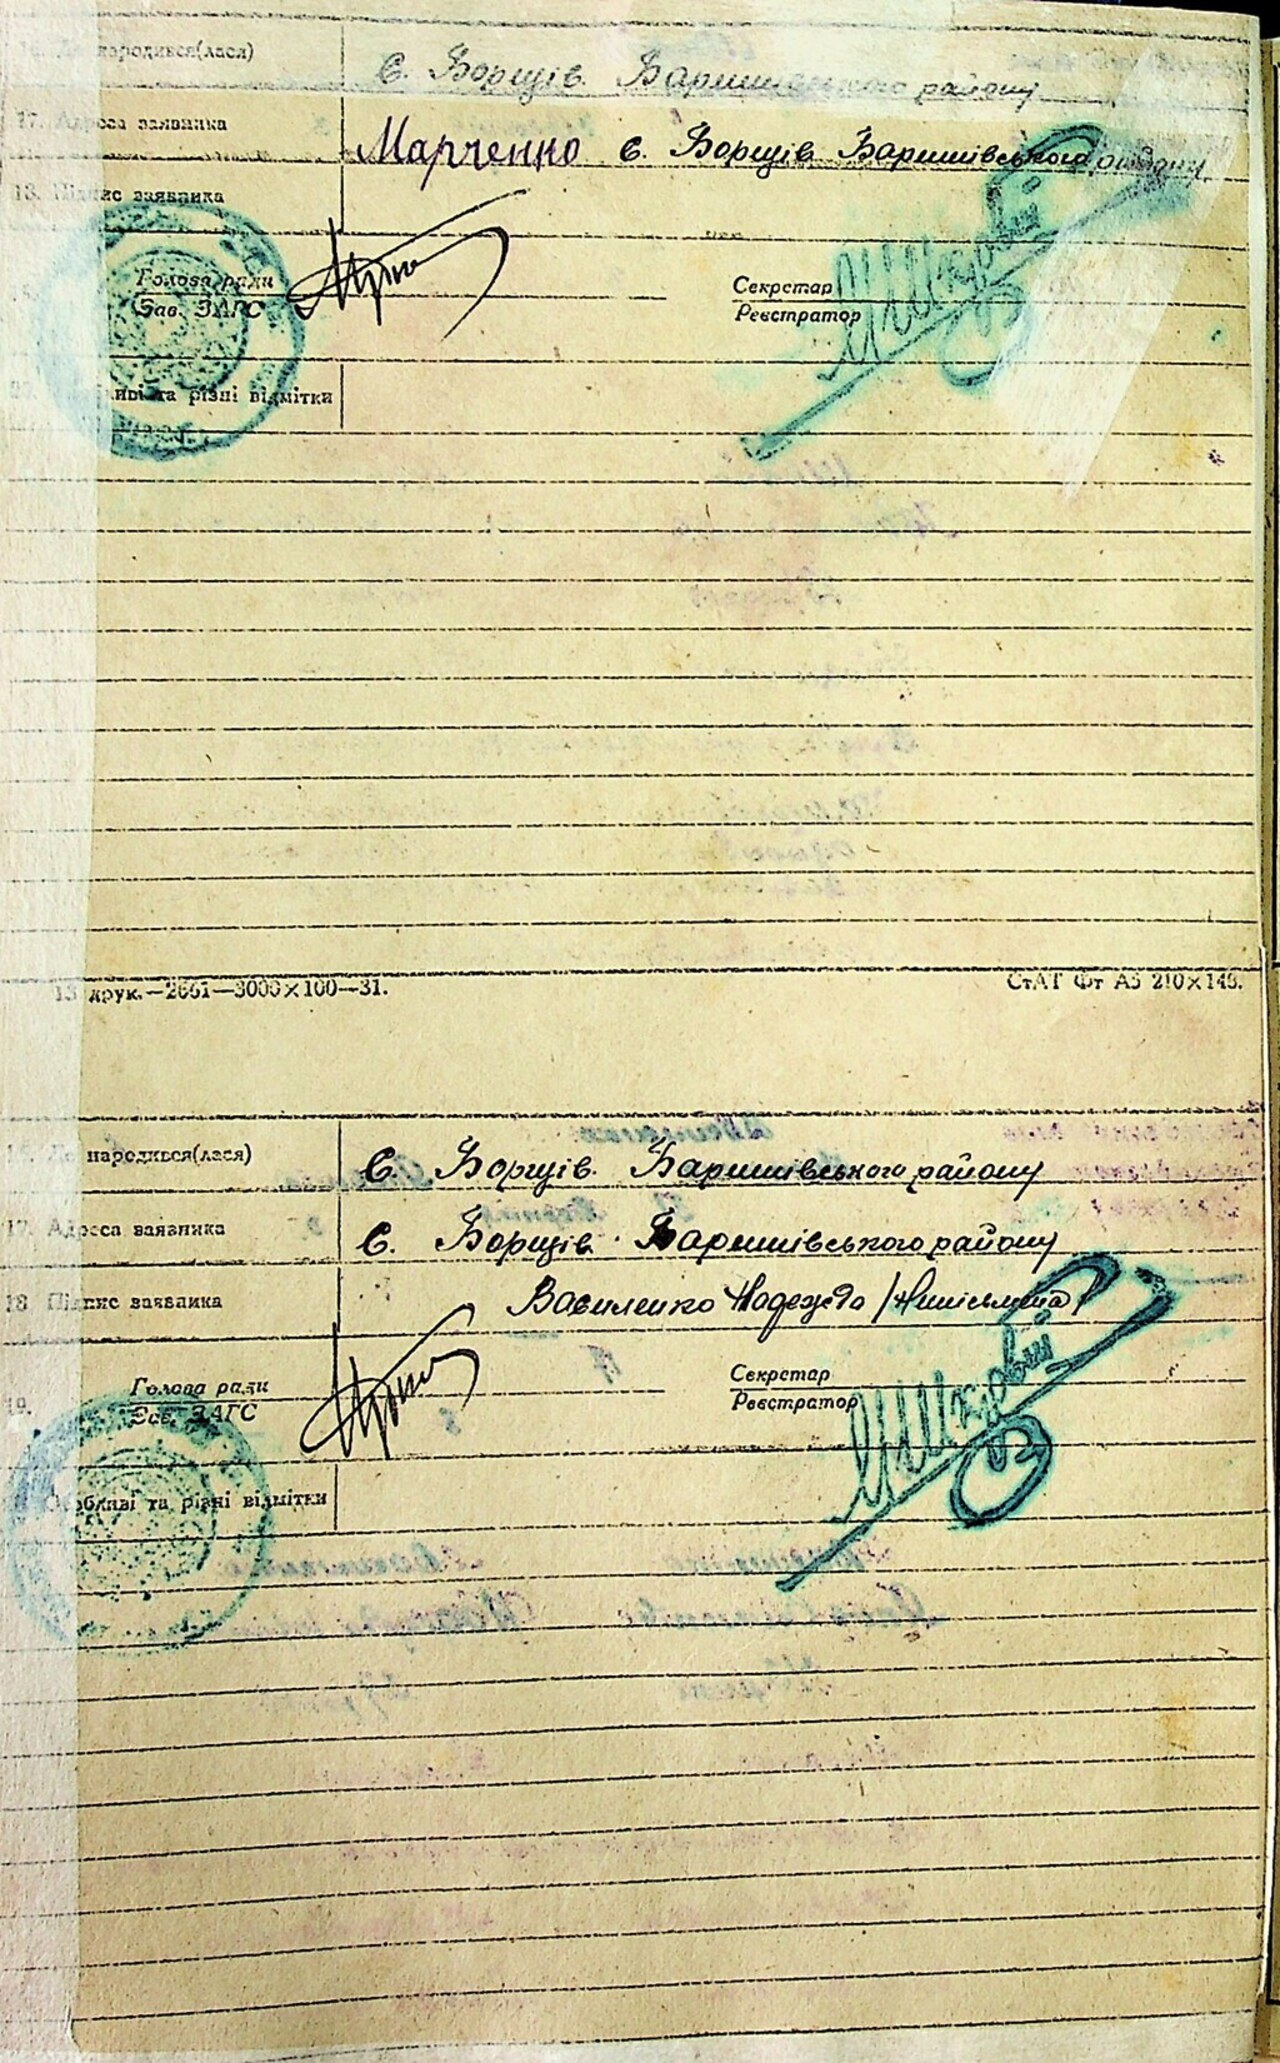 народився(лася) С. Борщів. Баришівського району
17. Адреса заявника Марченко с. Борщів Баришівського району
18. Підпис заявника
Голова ради Секретар
Зав. ЗАГС Реєстратор
та різні відмітки
друк.—2661—3000×100—31. СтАТ Фт А5 210×148.
народився(лася) С. Борщів. Баришівського району
17. Адреса заявника С. Борщів Баришівського району
18 Підпис заявника Василенко Надежда
Голова ради Секретар
19. Зав. ЗАГС Реєстратор
та різні відмітки